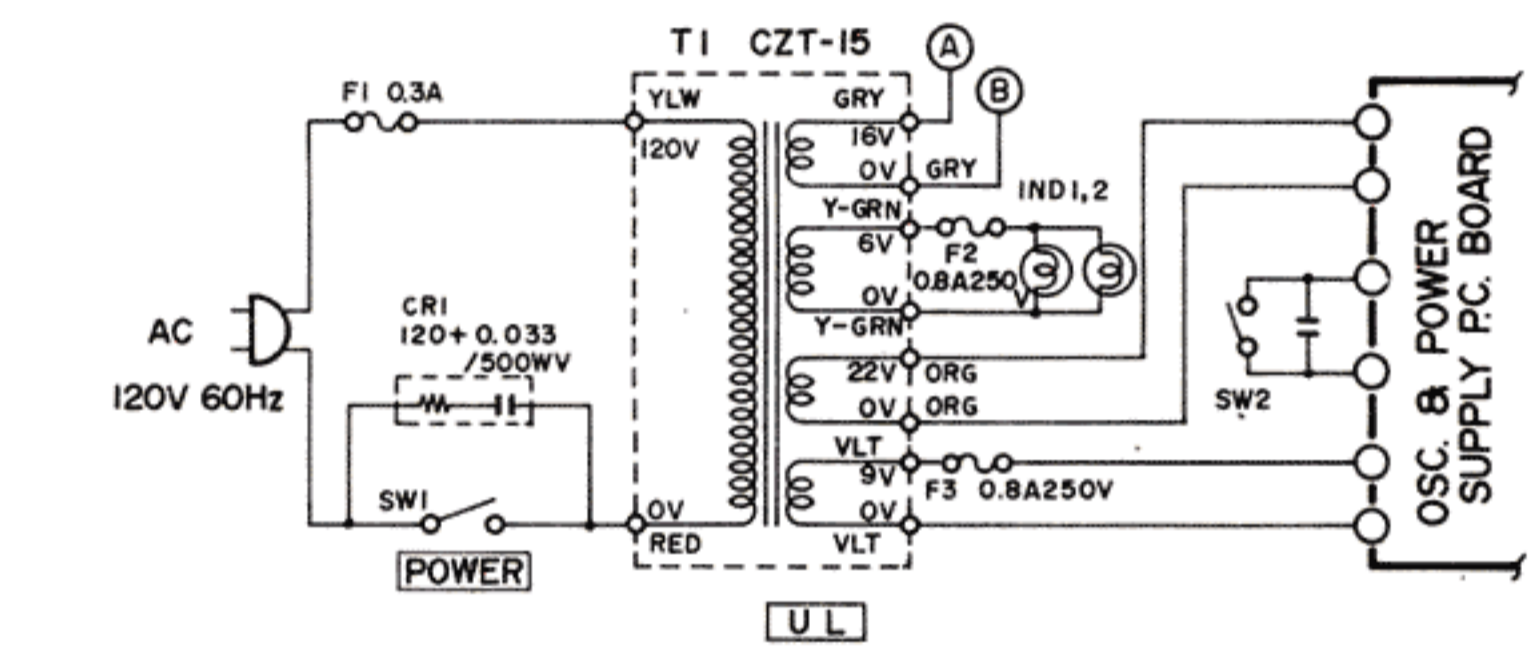 T1 CZT-15
A
B
F1 0.3A
YLW
GRY
120V
16V
0V
GRY
Y-GRN
IND1,2
6V
F2
0.8A250
V
0V
Y-GRN
CR1
120+0.033
/500WV
AC
120V 60Hz
22V
ORG
0V
ORG
SW2
VLT
9V
F3 0.8A250V
SW1
0V
0V
RED
VLT
POWER
UL
OSC. & POWER
SUPPLY P.C. BOARD